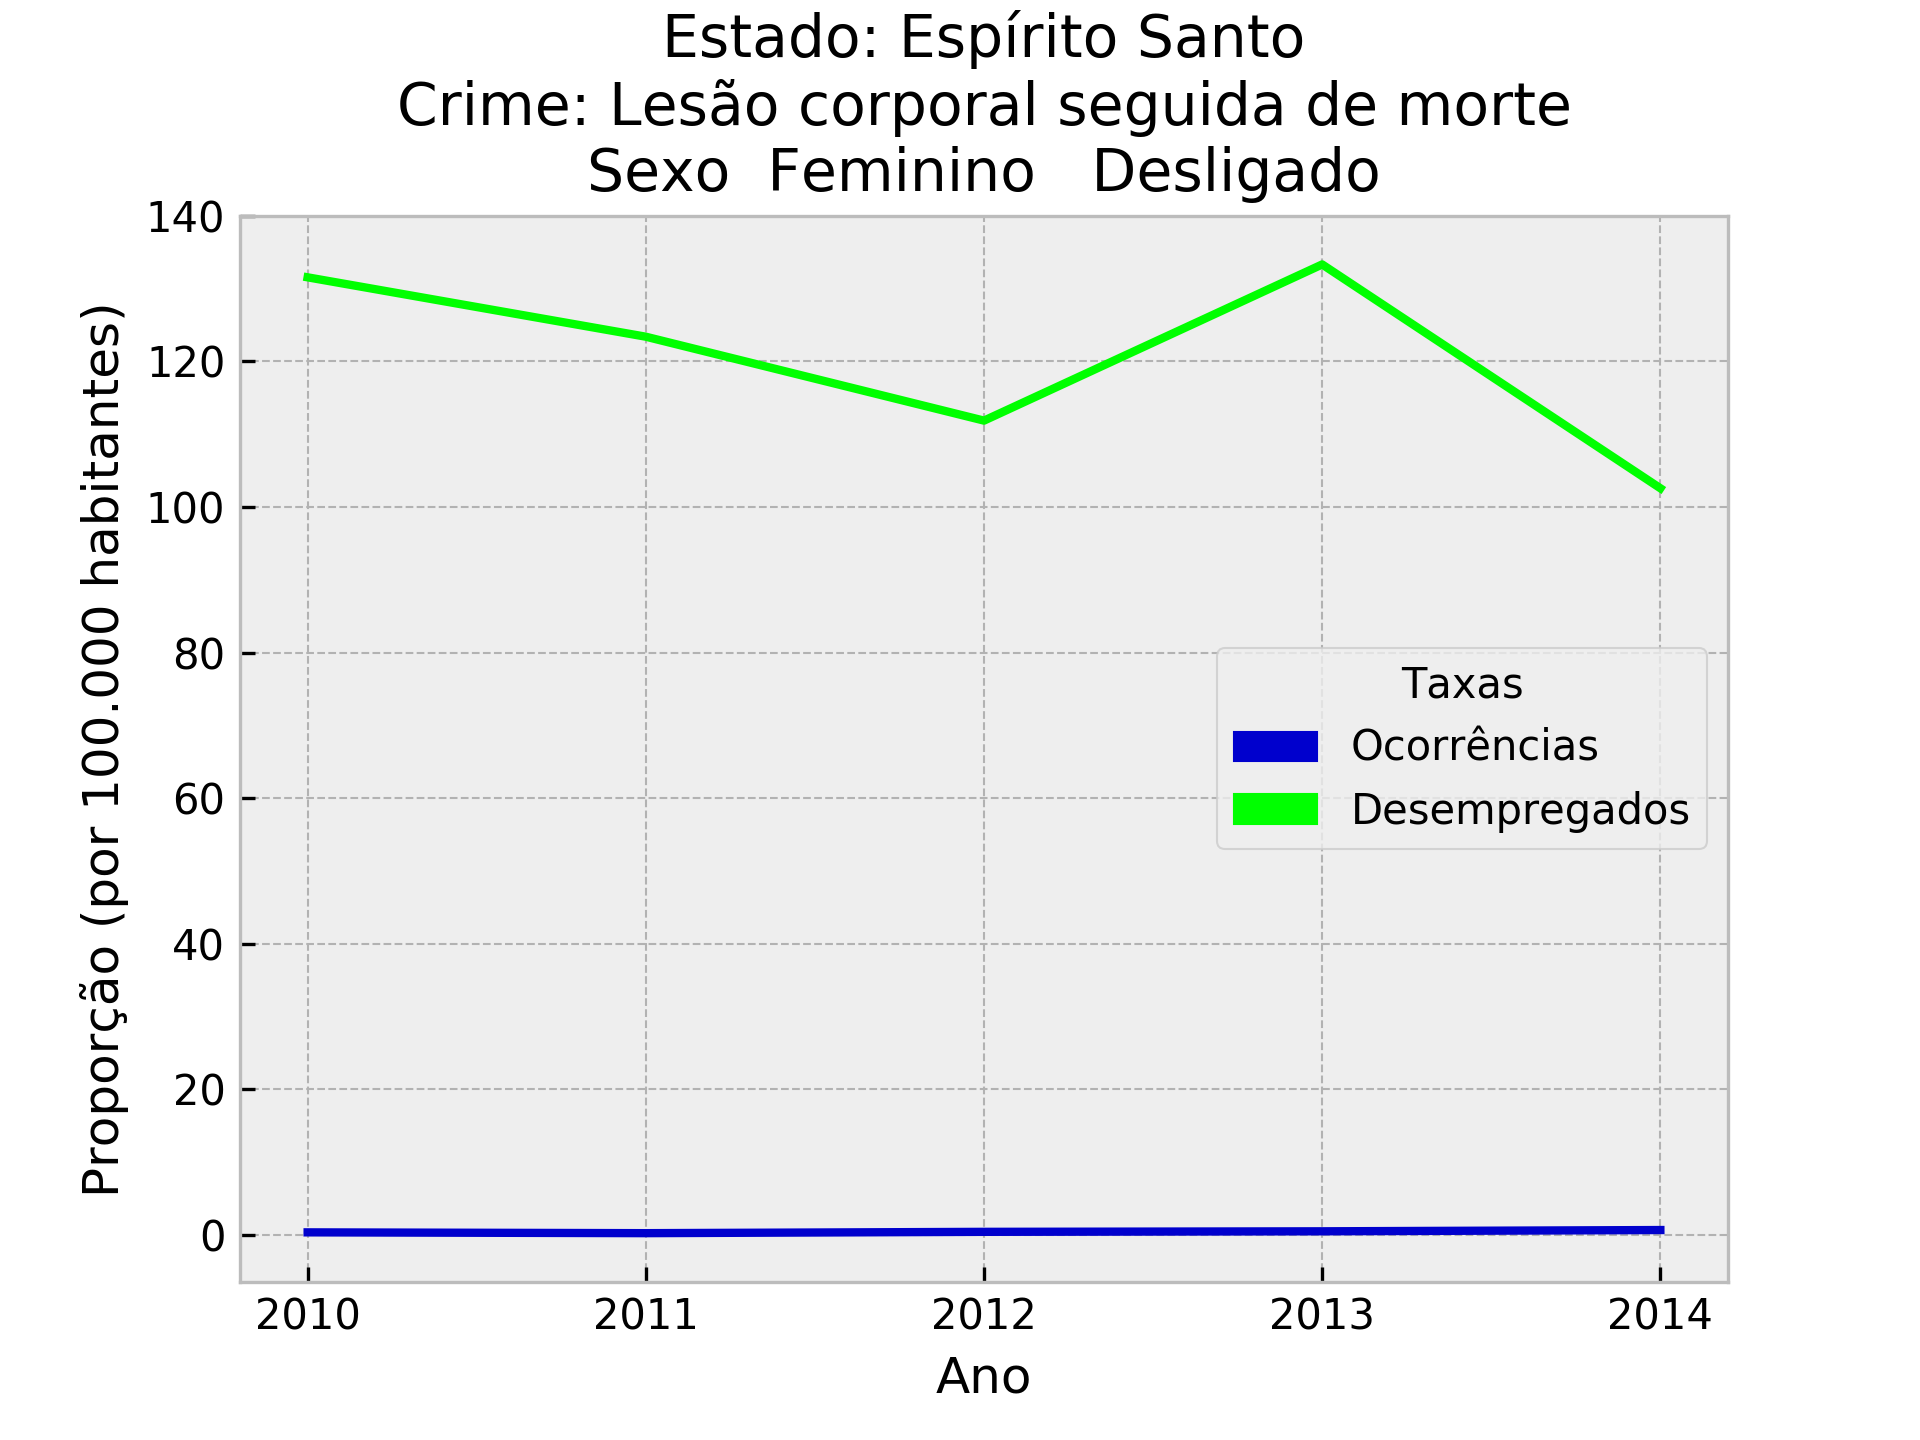 Estado: Espírito Santo
Crime: Lesão corporal seguida de morte
Sexo  Feminino   Desligado
Proporção (por 100.000 habitantes)
140
120
100
80
60
40
20
0
Taxas
Ocorrências
Desempregados
2010 2011 2012 2013 2014
Ano